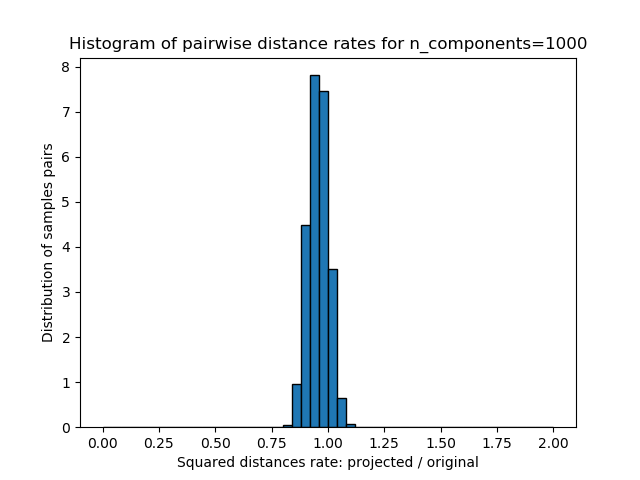 Histogram of pairwise distance rates for n_components=1000
Distribution of samples pairs
8
7
6
5
4
3
2
1
0
0.00 0.25 0.50 0.75 1.00 1.25 1.50 1.75 2.00
Squared distances rate: projected / original